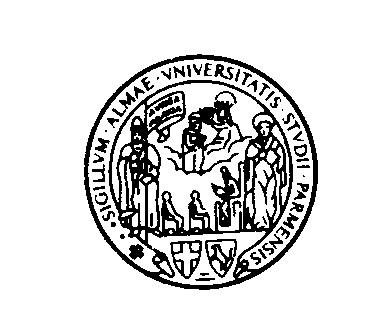 · SIGILLVM · ALMAE · VNIVERSITATIS · STVDII · PARMENSIS